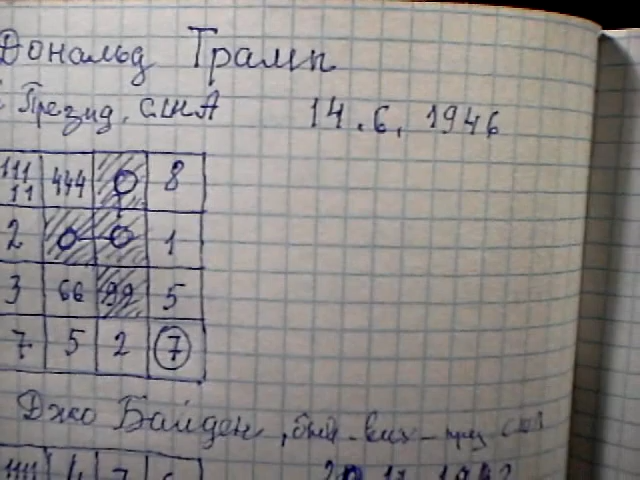 Дональд Трамп
Презид. США 14.6.1946
111 11 444 0 8
2 0 0 1
3 66 99 5
7 5 2 7
Джо Байден,